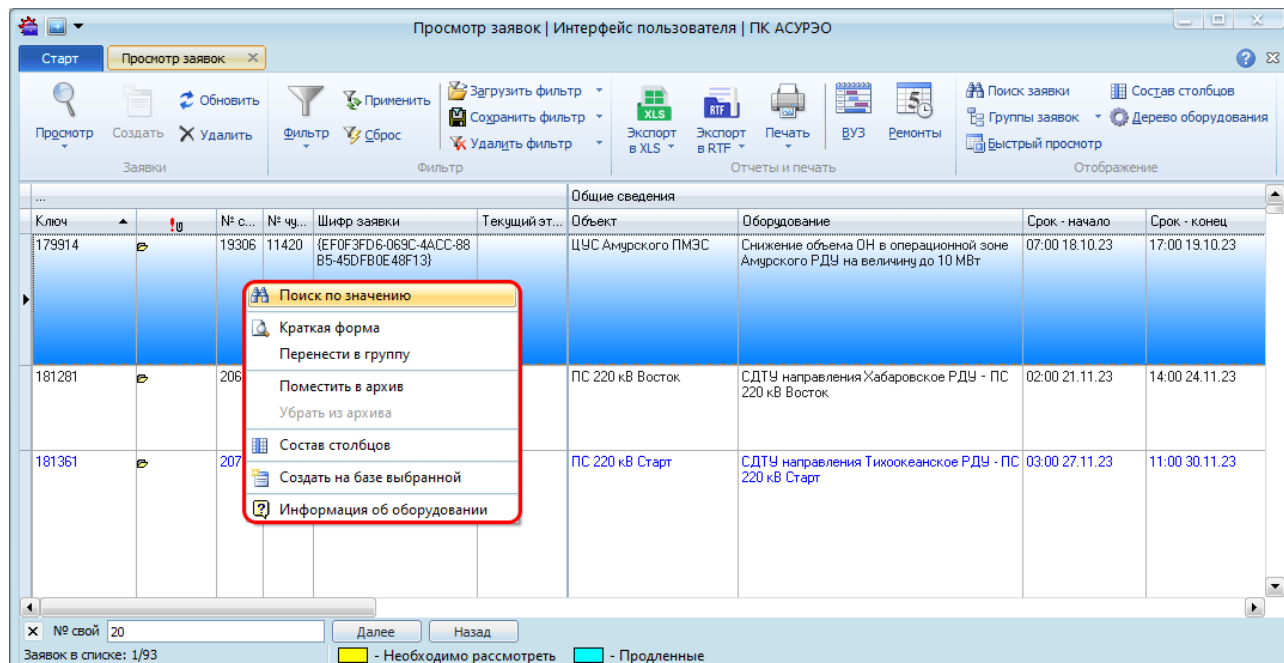 Просмотр заявок | Интерфейс пользователя | ПК АСУРЭО
Старт
Просмотр заявок
Просмотр
Создать
Обновить
Удалить
Заявки
Фильтр
Применить
Сброс
Загрузить фильтр
Сохранить фильтр
Удалить фильтр
Фильтр
XLS
Экспорт
в XLS
RTF
Экспорт
в RTF
Печать
ВУЗ
5
Ремонты
Отчеты и печать
Поиск заявки
Группы заявок
Быстрый просмотр
Состав столбцов
Дерево оборудования
Отображение
...
Общие сведения
Ключ
№ с...
№ чу...
Шифр заявки
Текущий эт...
Объект
Оборудование
Срок - начало
Срок - конец
179914
19306
11420
{EF0F3FD6-069C-4ACC-88
B5-45DFB0E48F13}
ЦУС Амурского ПМЭС
Снижение объема ОН в операционной зоне
Амурского РДУ на величину до 10 МВт
07:00 18.10.23
17:00 19.10.23
Поиск по значению
Краткая форма
Перенести в группу
Поместить в архив
Убрать из архива
Состав столбцов
Создать на базе выбранной
Информация об оборудовании
181281
206
ПС 220 кВ Восток
СДТУ направления Хабаровское РДУ - ПС
220 кВ Восток
02:00 21.11.23
14:00 24.11.23
181361
207
ПС 220 кВ Старт
СДТУ направления Тихоокеанское РДУ - ПС
220 кВ Старт
03:00 27.11.23
11:00 30.11.23
№ свой
20
Далее
Назад
Заявок в списке: 1/93
- Необходимо рассмотреть
- Продленные